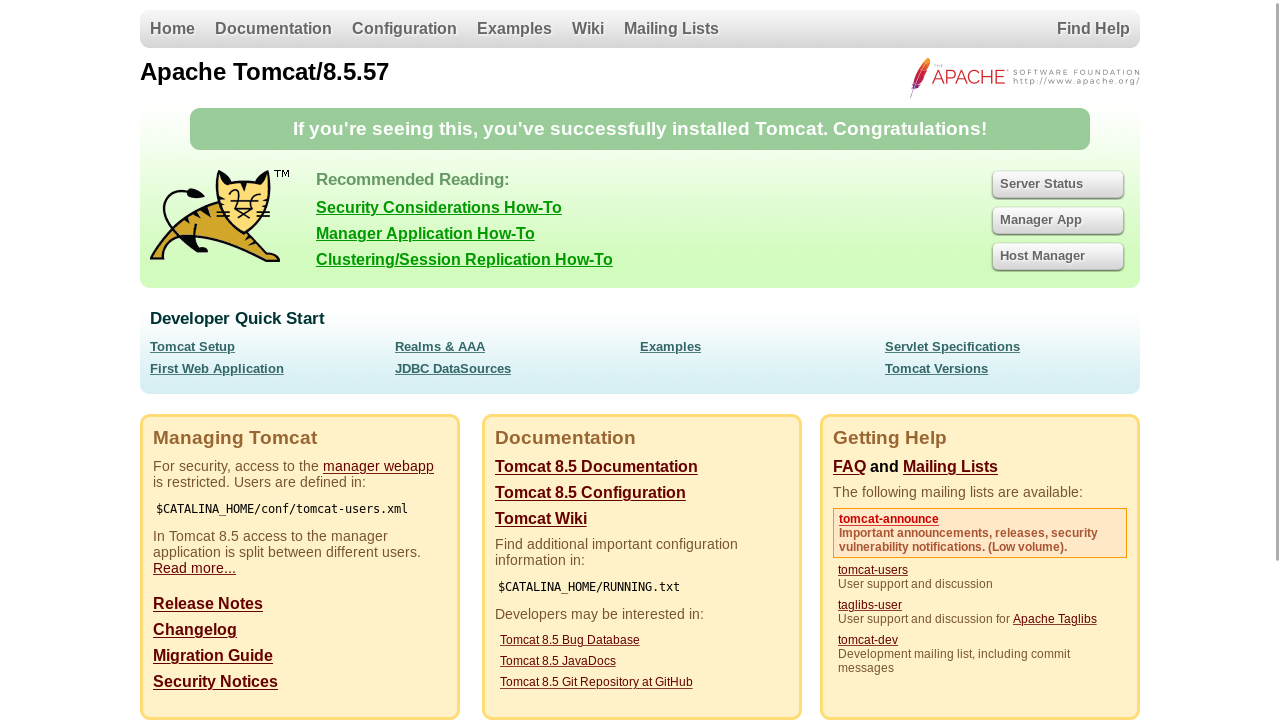 Home Documentation Configuration Examples Wiki Mailing Lists Find Help
Apache Tomcat/8.5.57
THE
APACHE SOFTWARE FOUNDATION
http://www.apache.org/
If you're seeing this, you've successfully installed Tomcat. Congratulations!
TM
Recommended Reading:
Security Considerations How-To
Manager Application How-To
Clustering/Session Replication How-To
Server Status
Manager App
Host Manager
Developer Quick Start
Tomcat Setup
First Web Application
Realms & AAA
JDBC DataSources
Examples
Servlet Specifications
Tomcat Versions
Managing Tomcat
For security, access to the manager webapp
is restricted. Users are defined in:
$CATALINA_HOME/conf/tomcat-users.xml
In Tomcat 8.5 access to the manager
application is split between different users.
Read more...
Release Notes
Changelog
Migration Guide
Security Notices
Documentation
Tomcat 8.5 Documentation
Tomcat 8.5 Configuration
Tomcat Wiki
Find additional important configuration
information in:
$CATALINA_HOME/RUNNING.txt
Developers may be interested in:
Tomcat 8.5 Bug Database
Tomcat 8.5 JavaDocs
Tomcat 8.5 Git Repository at GitHub
Getting Help
FAQ and Mailing Lists
The following mailing lists are available:
tomcat-announce
Important announcements, releases, security
vulnerability notifications. (Low volume).
tomcat-users
User support and discussion
taglibs-user
User support and discussion for Apache Taglibs
tomcat-dev
Development mailing list, including commit
messages